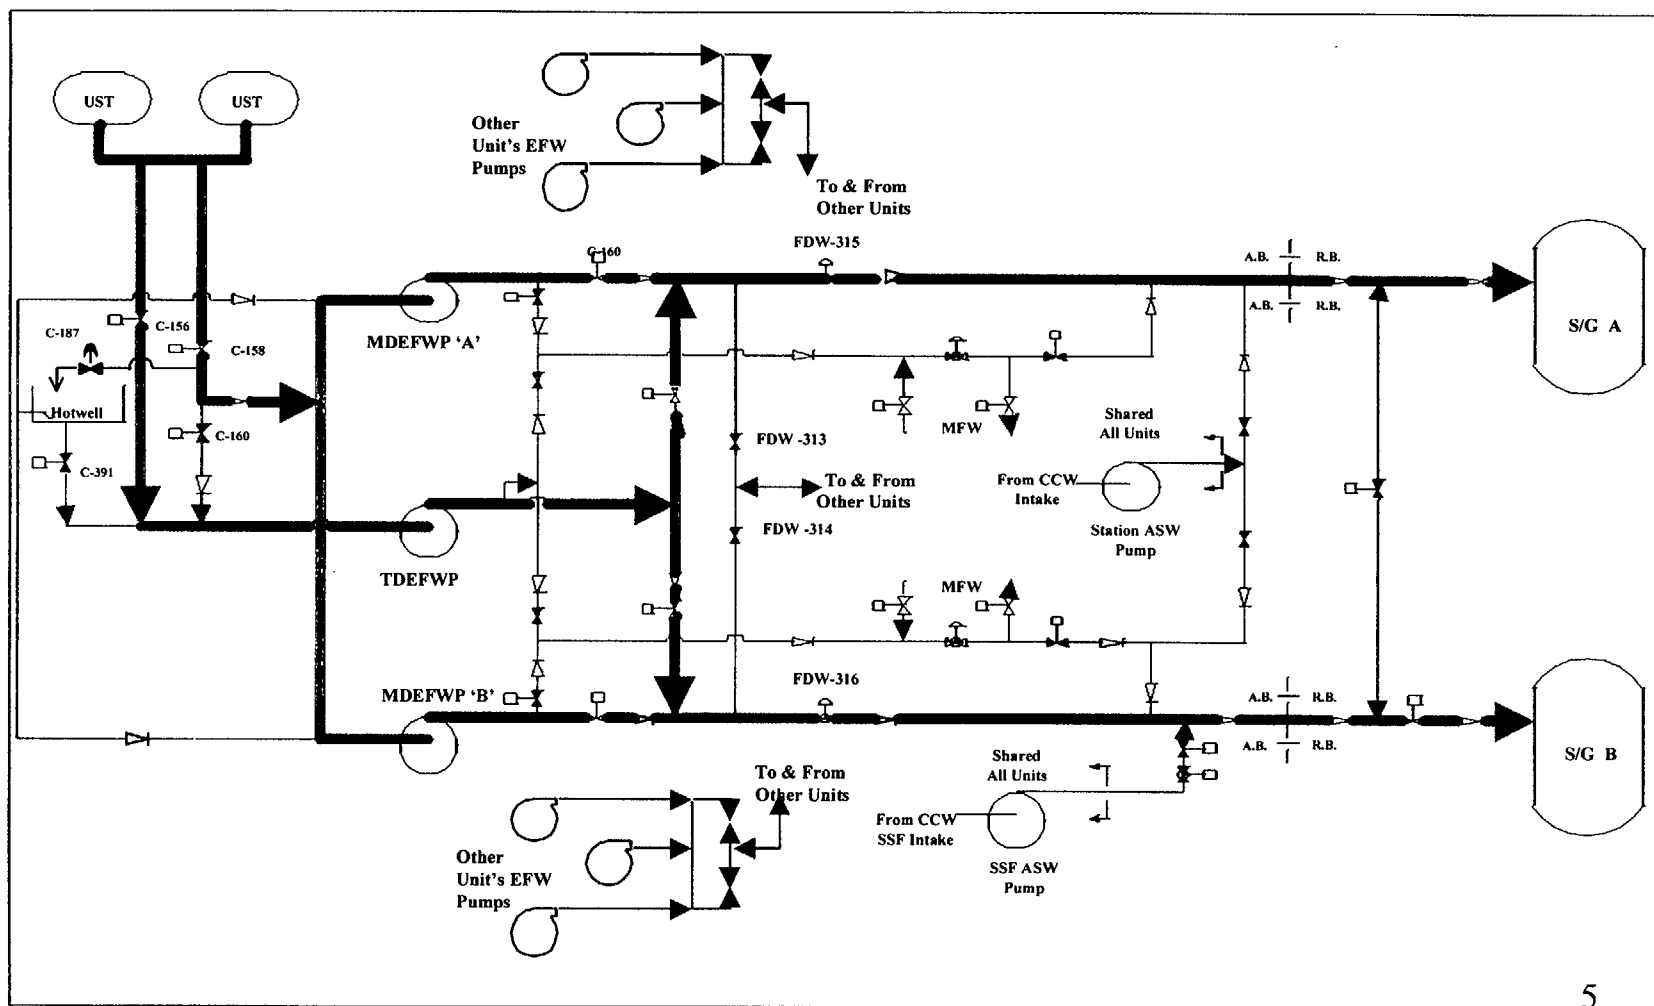 UST
UST
Other
Unit's EFW
Pumps
To & From
Other Units
C-160
FDW-315
A.B.
R.B.
A.B.
R.B.
S/G A
C-187
C-156
C-158
MDEFWP ‘A’
Hotwell
C-160
C-391
FDW -313
MFW
Shared
All Units
To & From
Other Units
From CCW
Intake
Station ASW
Pump
FDW -314
TDEFWP
MFW
MDEFWP ‘B’
FDW-316
A.B.
R.B.
A.B.
R.B.
S/G B
To & From
Other Units
Shared
All Units
From CCW
SSF Intake
SSF ASW
Pump
Other
Unit's EFW
Pumps
5